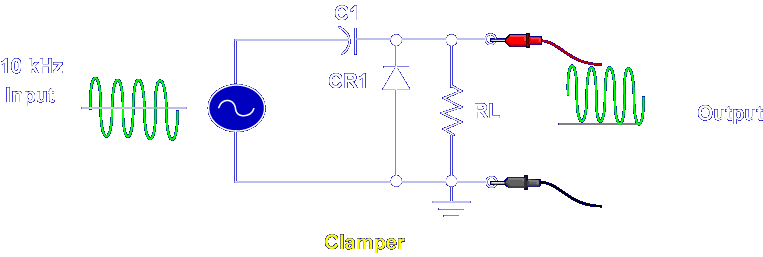 C1
10 kHz
Input
CR1
RL
Output
Clamper